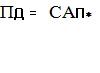 Пд = САп*